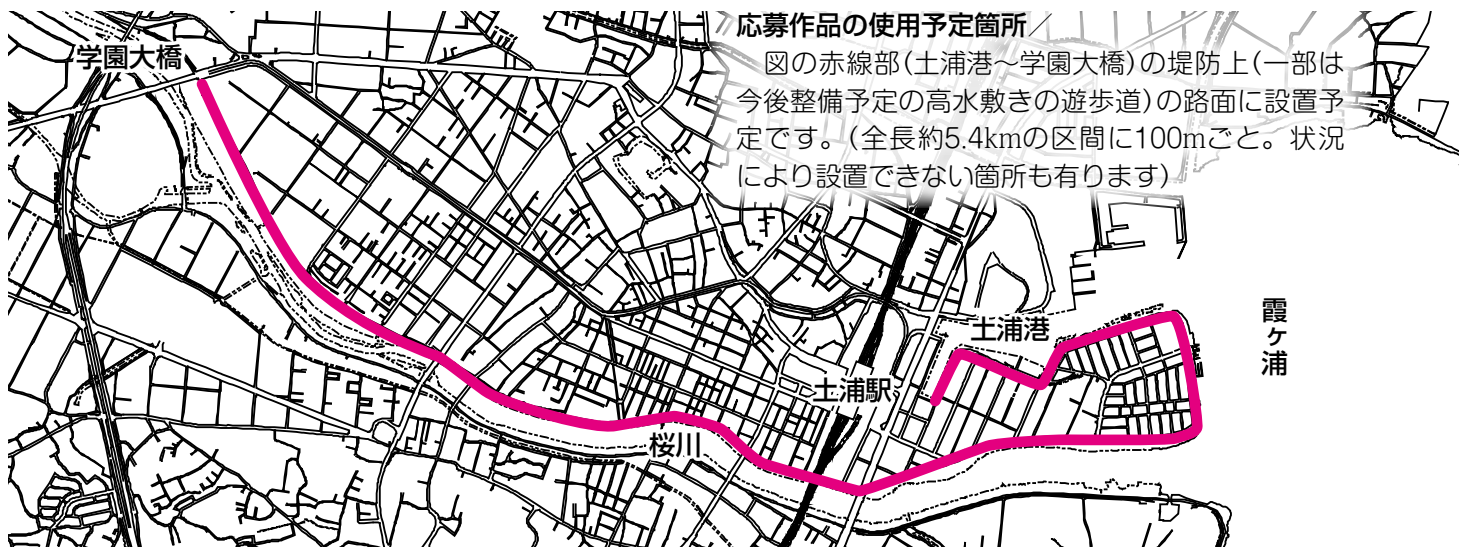 応募作品の使用予定箇所／
　図の赤線部(土浦港～学園大橋)の堤防上(一部は
今後整備予定の高水敷きの遊歩道)の路面に設置予
定です。(全長約5.4kmの区間に100mごと。状況
により設置できない箇所も有ります)
学園大橋
土浦港
霞ヶ浦
土浦駅
桜川